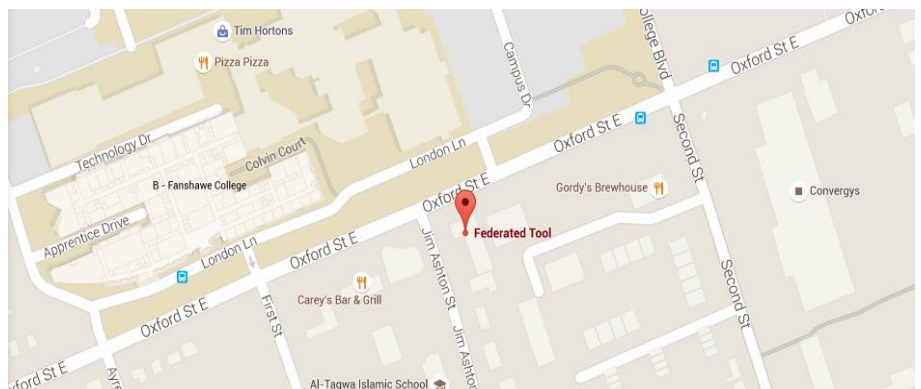 Tim Hortons
Pizza Pizza
Technology Dr
Colvin Court
B - Fanshawe College
Apprentice Drive
London Ln
London Ln
Campus Dr
College Blvd
Oxford St E
Oxford St E
Oxford St E
Oxford St E
Oxford St E
Oxford St E
Second St
Second St
Gordy's Brewhouse
Convergys
Federated Tool
Jim Ashton St
Jim Ashton
Carey's Bar & Grill
First St
Al-Taqwa Islamic School